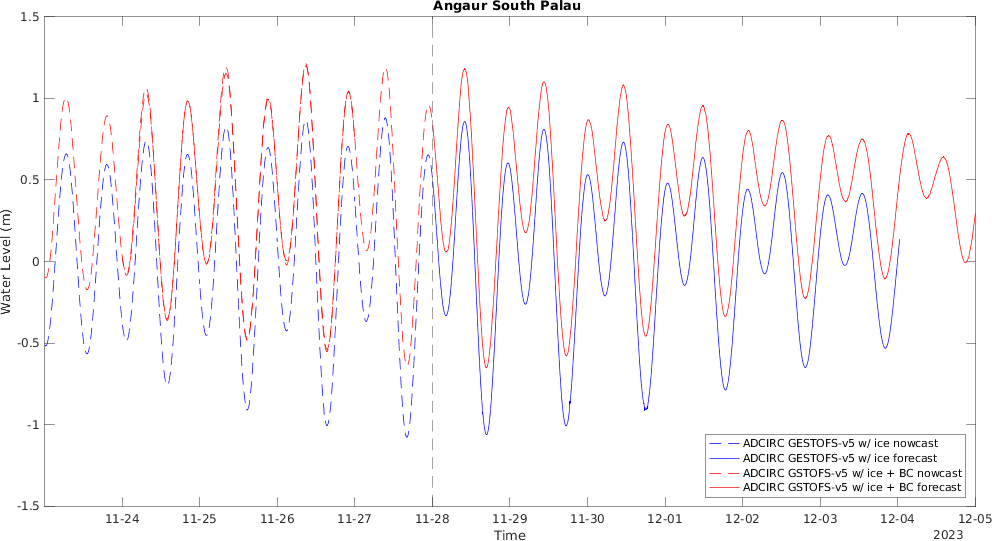 Angaur South Palau
1.5
1
0.5
0
-0.5
-1
-1.5
Water Level (m)
ADCIRC GESTOFS-v5 w/ ice nowcast
ADCIRC GESTOFS-v5 w/ ice forecast
ADCIRC GSTOFS-v5 w/ ice + BC nowcast
ADCIRC GSTOFS-v5 w/ ice + BC forecast
11-24 11-25 11-26 11-27 11-28 11-29 11-30 12-01 12-02 12-03 12-04 12-05
Time
2023